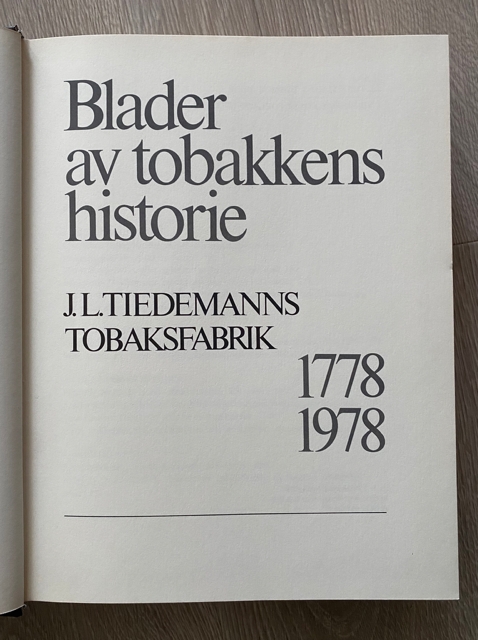 Blader
av tobakkens
historie
J.L.TIEDEMANNS
TOBAKSFABRIK
1778
1978